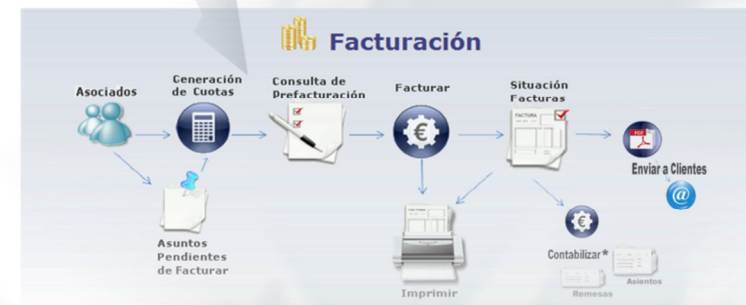 Facturación
Asociados
Generación
de Cuotas
Consulta de
Prefacturación
Facturar
Situación
Facturas
FACTURA
PDF
Enviar a Clientes
@
€
€
Asuntos
Pendientes
de Facturar
Imprimir
Contabilizar*
Remesas
Asientos